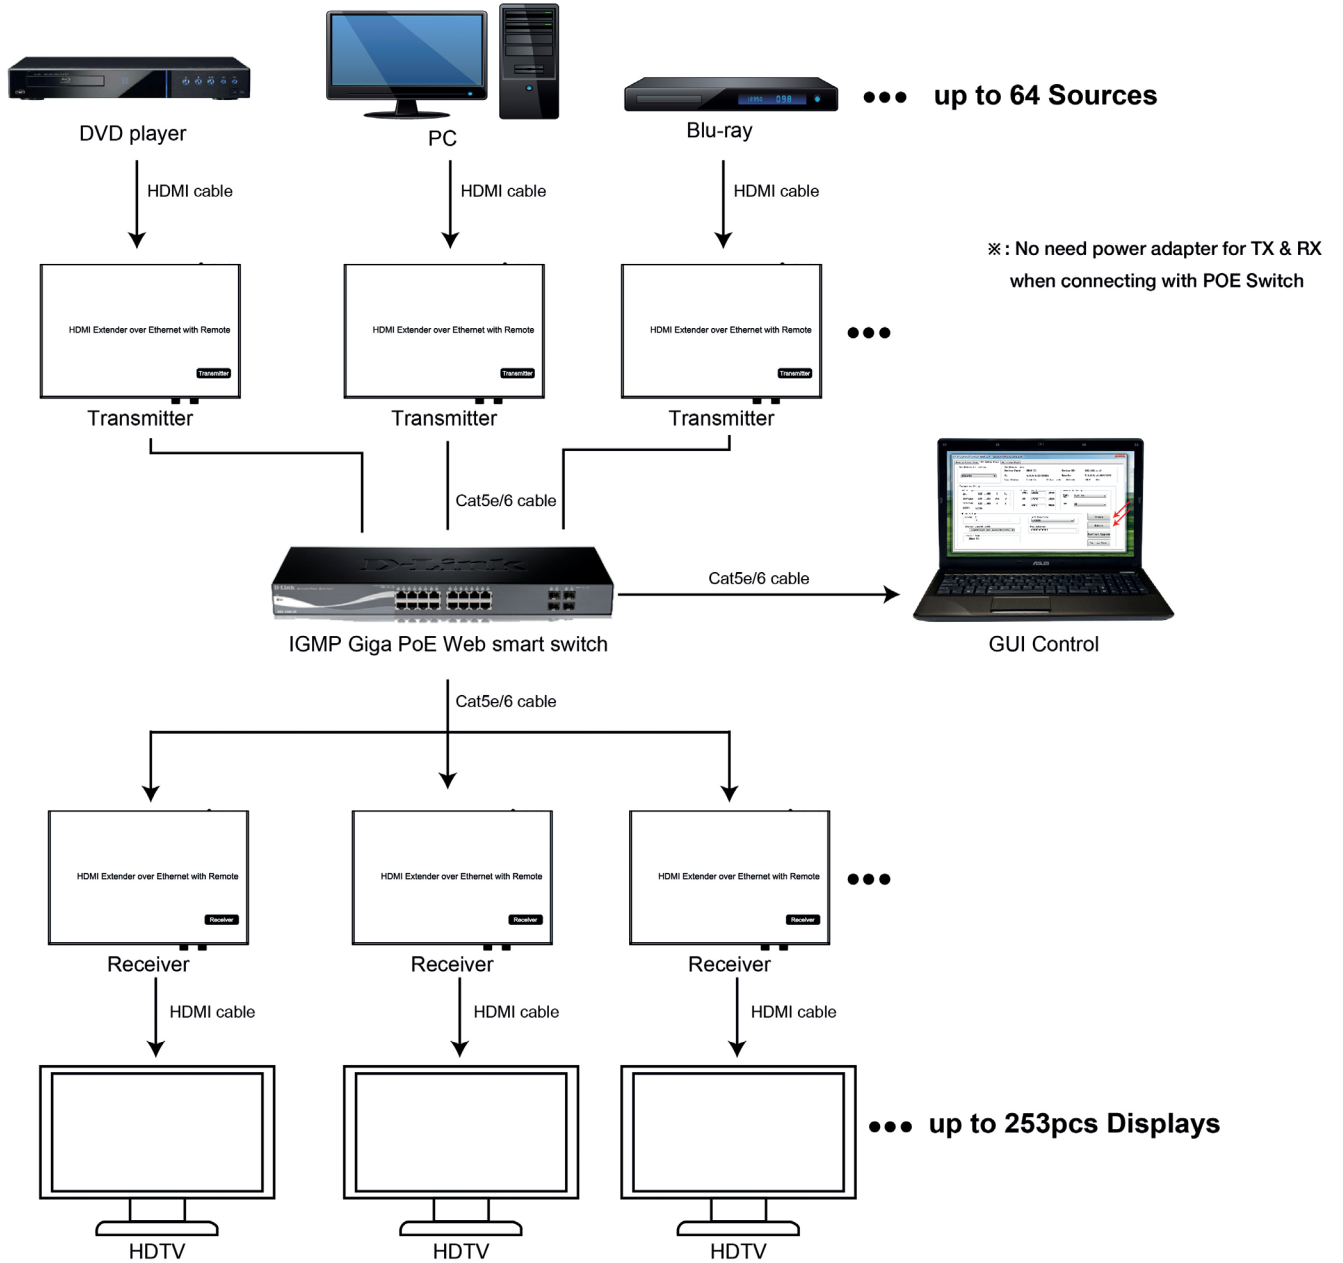 up to 64 Sources
DVD player
PC
Blu-ray
HDMI cable
HDMI cable
HDMI cable
※ : No need power adapter for TX & RX
when connecting with POE Switch
HDMI Extender over Ethernet with Remote
HDMI Extender over Ethernet with Remote
HDMI Extender over Ethernet with Remote
Transmitter
Transmitter
Transmitter
Transmitter
Transmitter
Transmitter
Cat5e/6 cable
D-Link
D-Link
Cat5e/6 cable
ASUS
IGMP Giga PoE Web smart switch
GUI Control
Cat5e/6 cable
HDMI Extender over Ethernet with Remote
HDMI Extender over Ethernet with Remote
HDMI Extender over Ethernet with Remote
Receiver
Receiver
Receiver
Receiver
Receiver
Receiver
HDMI cable
HDMI cable
HDMI cable
up to 253pcs Displays
HDTV
HDTV
HDTV